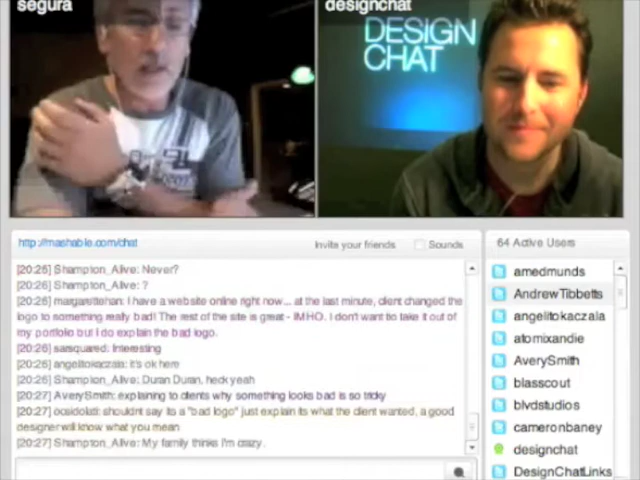 segura
designchat
DESIGN
CHAT
http://mashable.com/chat
Invite your friends
Sounds
64 Active Users
[20:25] Shampton_Alive: Never?
[20:26] Shampton_Alive: ?
[20:26] margarettehan: I have a website online right now... at the last minute, client changed the
logo to something really bad! The rest of the site is great - IMHO. I don't want to take it out of
my portfolio but I do explain the bad logo.
[20:26] sarsquared: Interesting
[20:26] angelitokaczala: it's ok here
[20:26] Shampton_Alive: Duran Duran, heck yeah
[20:27] AverySmith: explaining to clients why something looks bad is so tricky
[20:27] shouldnt say its a "bad logo" just explain its what the client wanted, a good
designer will know what you mean
[20:27] Shampton_Alive: My family thinks i'm crazy.
amedmunds
AndrewTibbetts
angelitokaczala
atomixandie
AverySmith
blasscout
blvdstudios
cameronbaney
designchat
DesignChatLinks